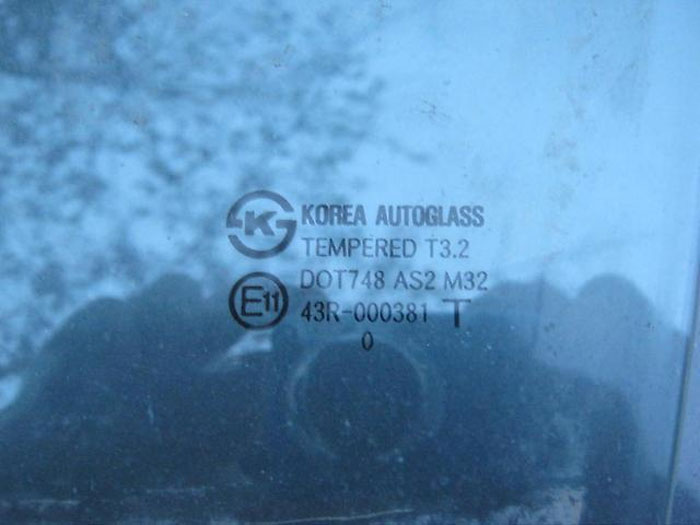 K KOREA AUTOGLASS
TEMPERED T3.2
DOT748 AS2 M32
E11 43R-000381 T
0